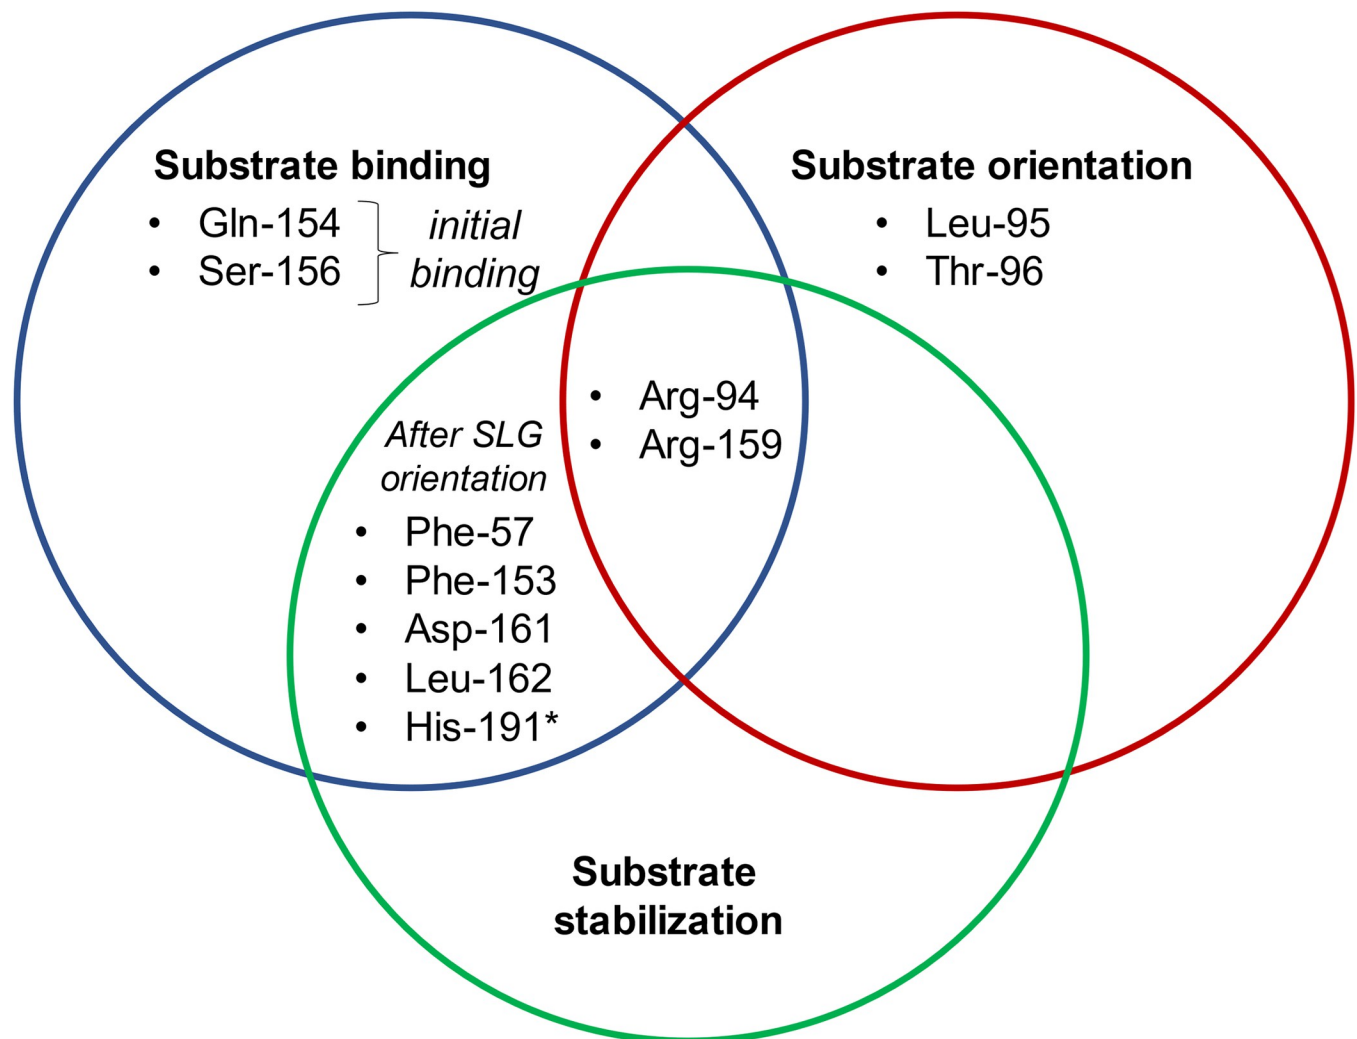 Substrate binding
• Gln-154
• Ser-156
initial
binding
Substrate orientation
• Leu-95
• Thr-96
• Arg-94
• Arg-159
After SLG
orientation
• Phe-57
• Phe-153
• Asp-161
• Leu-162
• His-191*
Substrate
stabilization